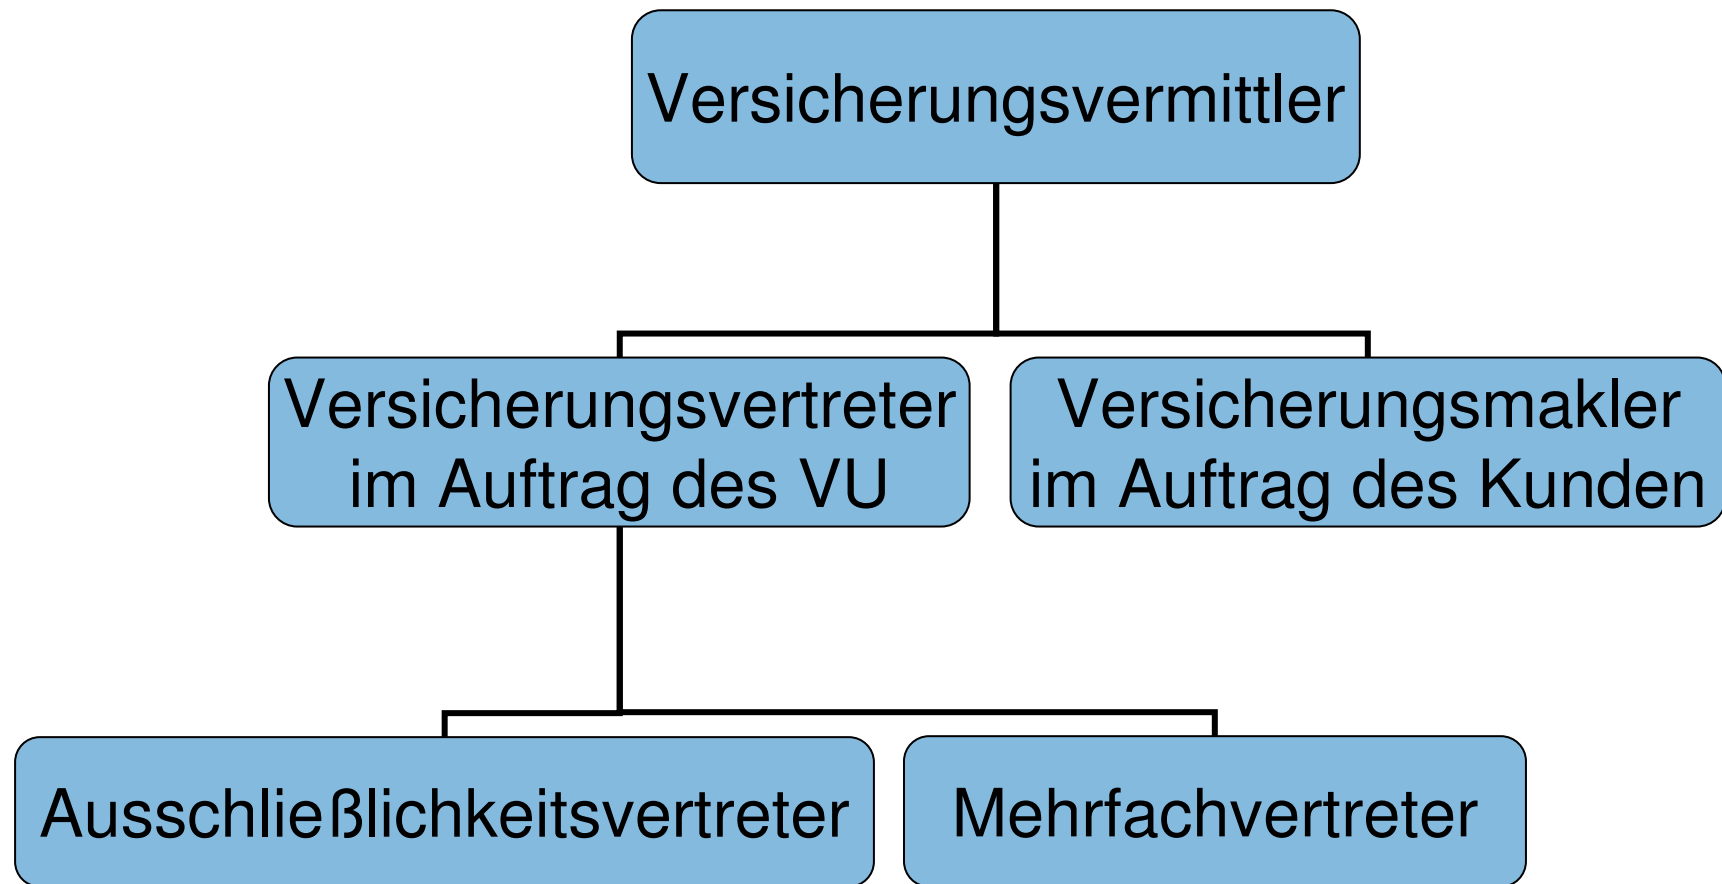 Versicherungsvermittler
Versicherungsvertreter
im Auftrag des VU
Versicherungsmakler
im Auftrag des Kunden
Ausschließlichkeitsvertreter
Mehrfachvertreter